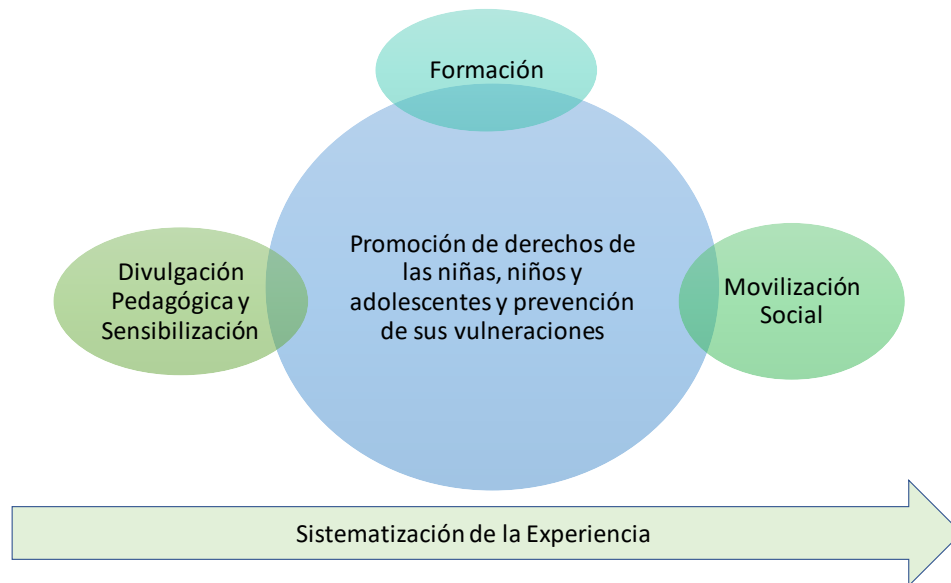 Formación
Divulgación
Pedagógica y
Sensibilización
Promoción de derechos de
las niñas, niños y
adolescentes y prevención
de sus vulneraciones
Movilización
Social
Sistematización de la Experiencia